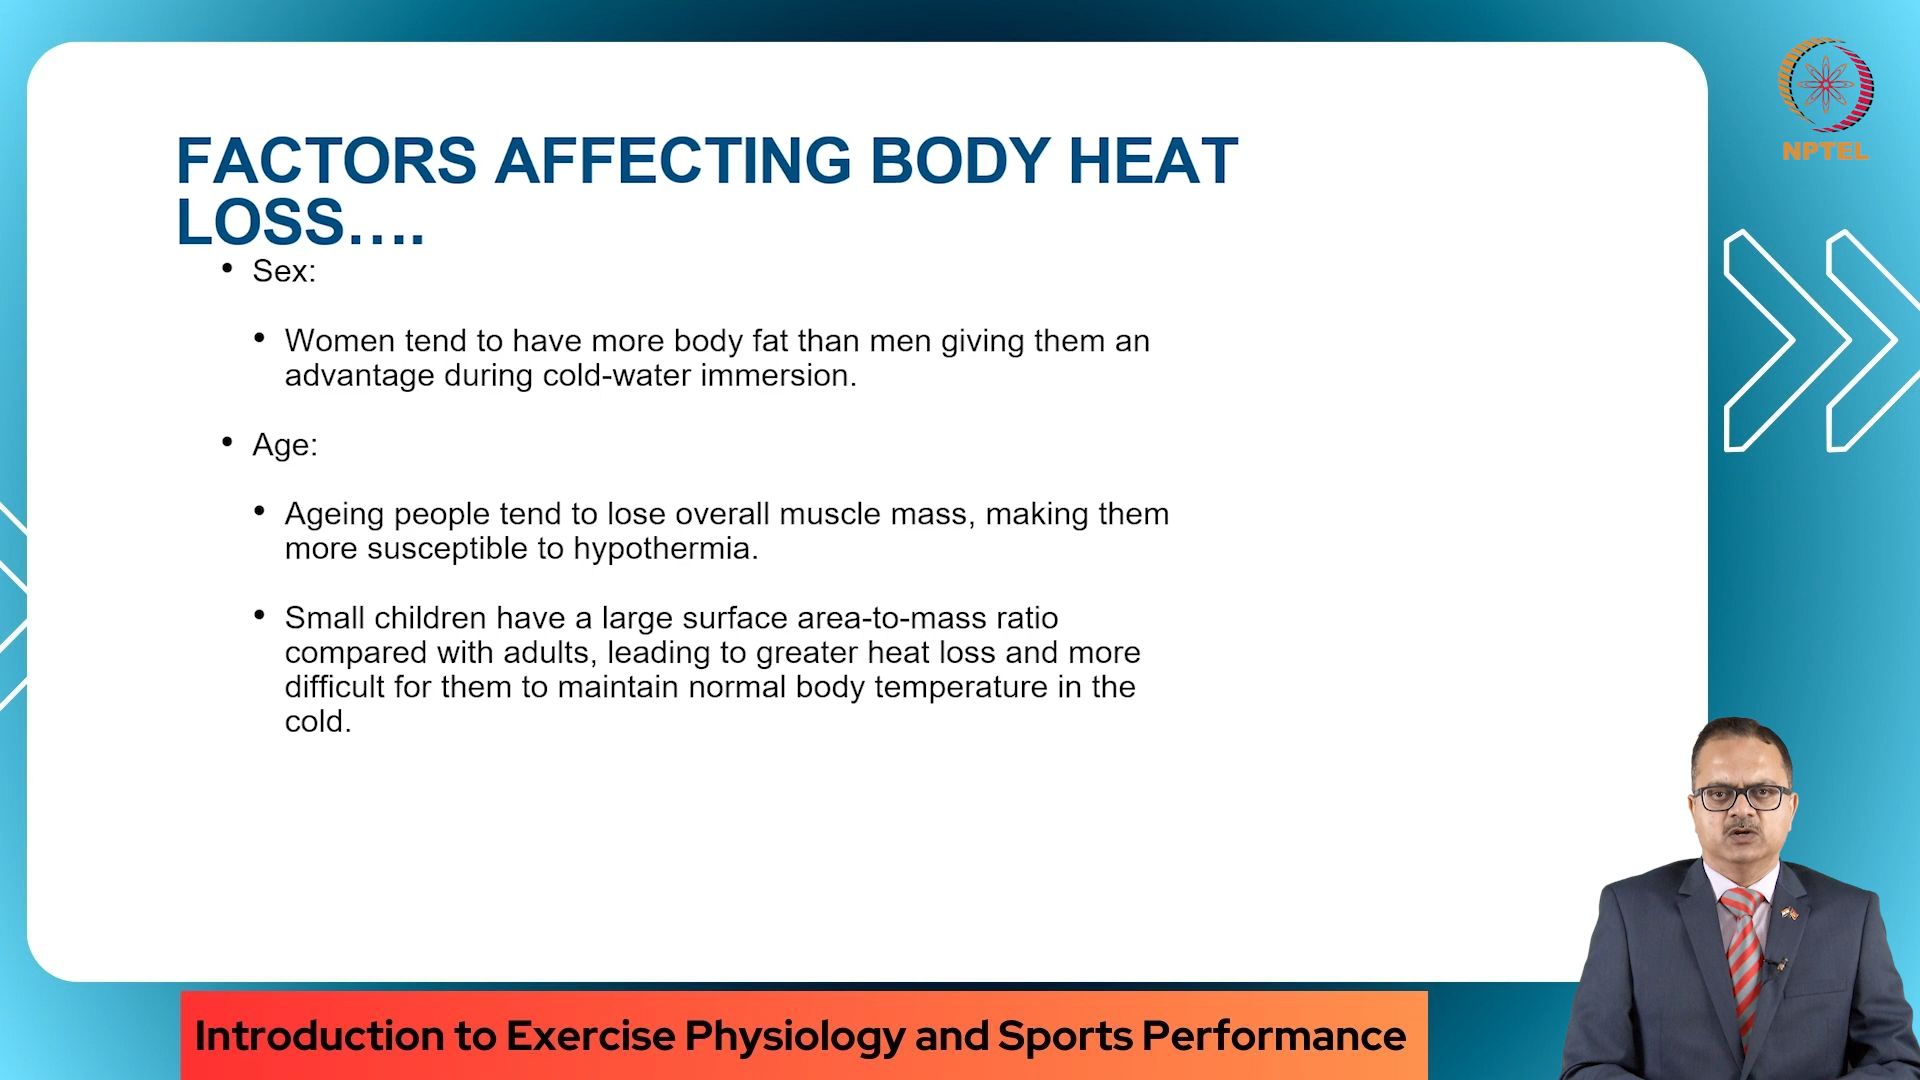 NPTEL
FACTORS AFFECTING BODY HEAT
LOSS....
• Sex:
• Women tend to have more body fat than men giving them an
advantage during cold-water immersion.
• Age:
• Ageing people tend to lose overall muscle mass, making them
more susceptible to hypothermia.
• Small children have a large surface area-to-mass ratio
compared with adults, leading to greater heat loss and more
difficult for them to maintain normal body temperature in the
cold.
Introduction to Exercise Physiology and Sports Performance